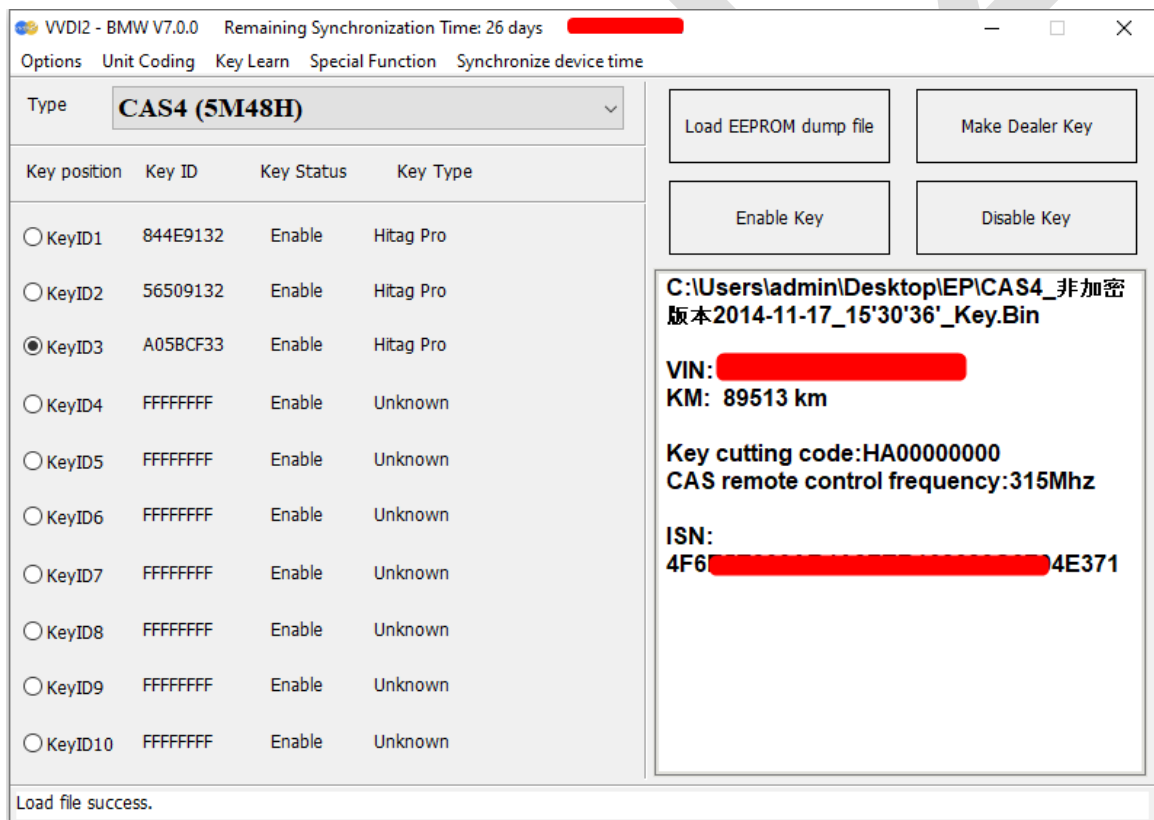 VVDI2 - BMW V7.0.0 Remaining Synchronization Time: 26 days
Options Unit Coding Key Learn Special Function Synchronize device time
Type CAS4 (5M48H)
Key position Key ID Key Status Key Type
KeyID1 844E9132 Enable Hitag Pro
KeyID2 56509132 Enable Hitag Pro
KeyID3 A05BCF33 Enable Hitag Pro
KeyID4 FFFFFFFF Enable Unknown
KeyID5 FFFFFFFF Enable Unknown
KeyID6 FFFFFFFF Enable Unknown
KeyID7 FFFFFFFF Enable Unknown
KeyID8 FFFFFFFF Enable Unknown
KeyID9 FFFFFFFF Enable Unknown
KeyID10 FFFFFFFF Enable Unknown
Load EEPROM dump file Make Dealer Key
Enable Key Disable Key
C:\Users\admin\Desktop\EP\CAS4_非加密
版本2014-11-17_15'30'36'_Key.Bin
VIN:
KM: 89513 km
Key cutting code:HA00000000
CAS remote control frequency:315Mhz
ISN:
4F6 4E371
Load file success.